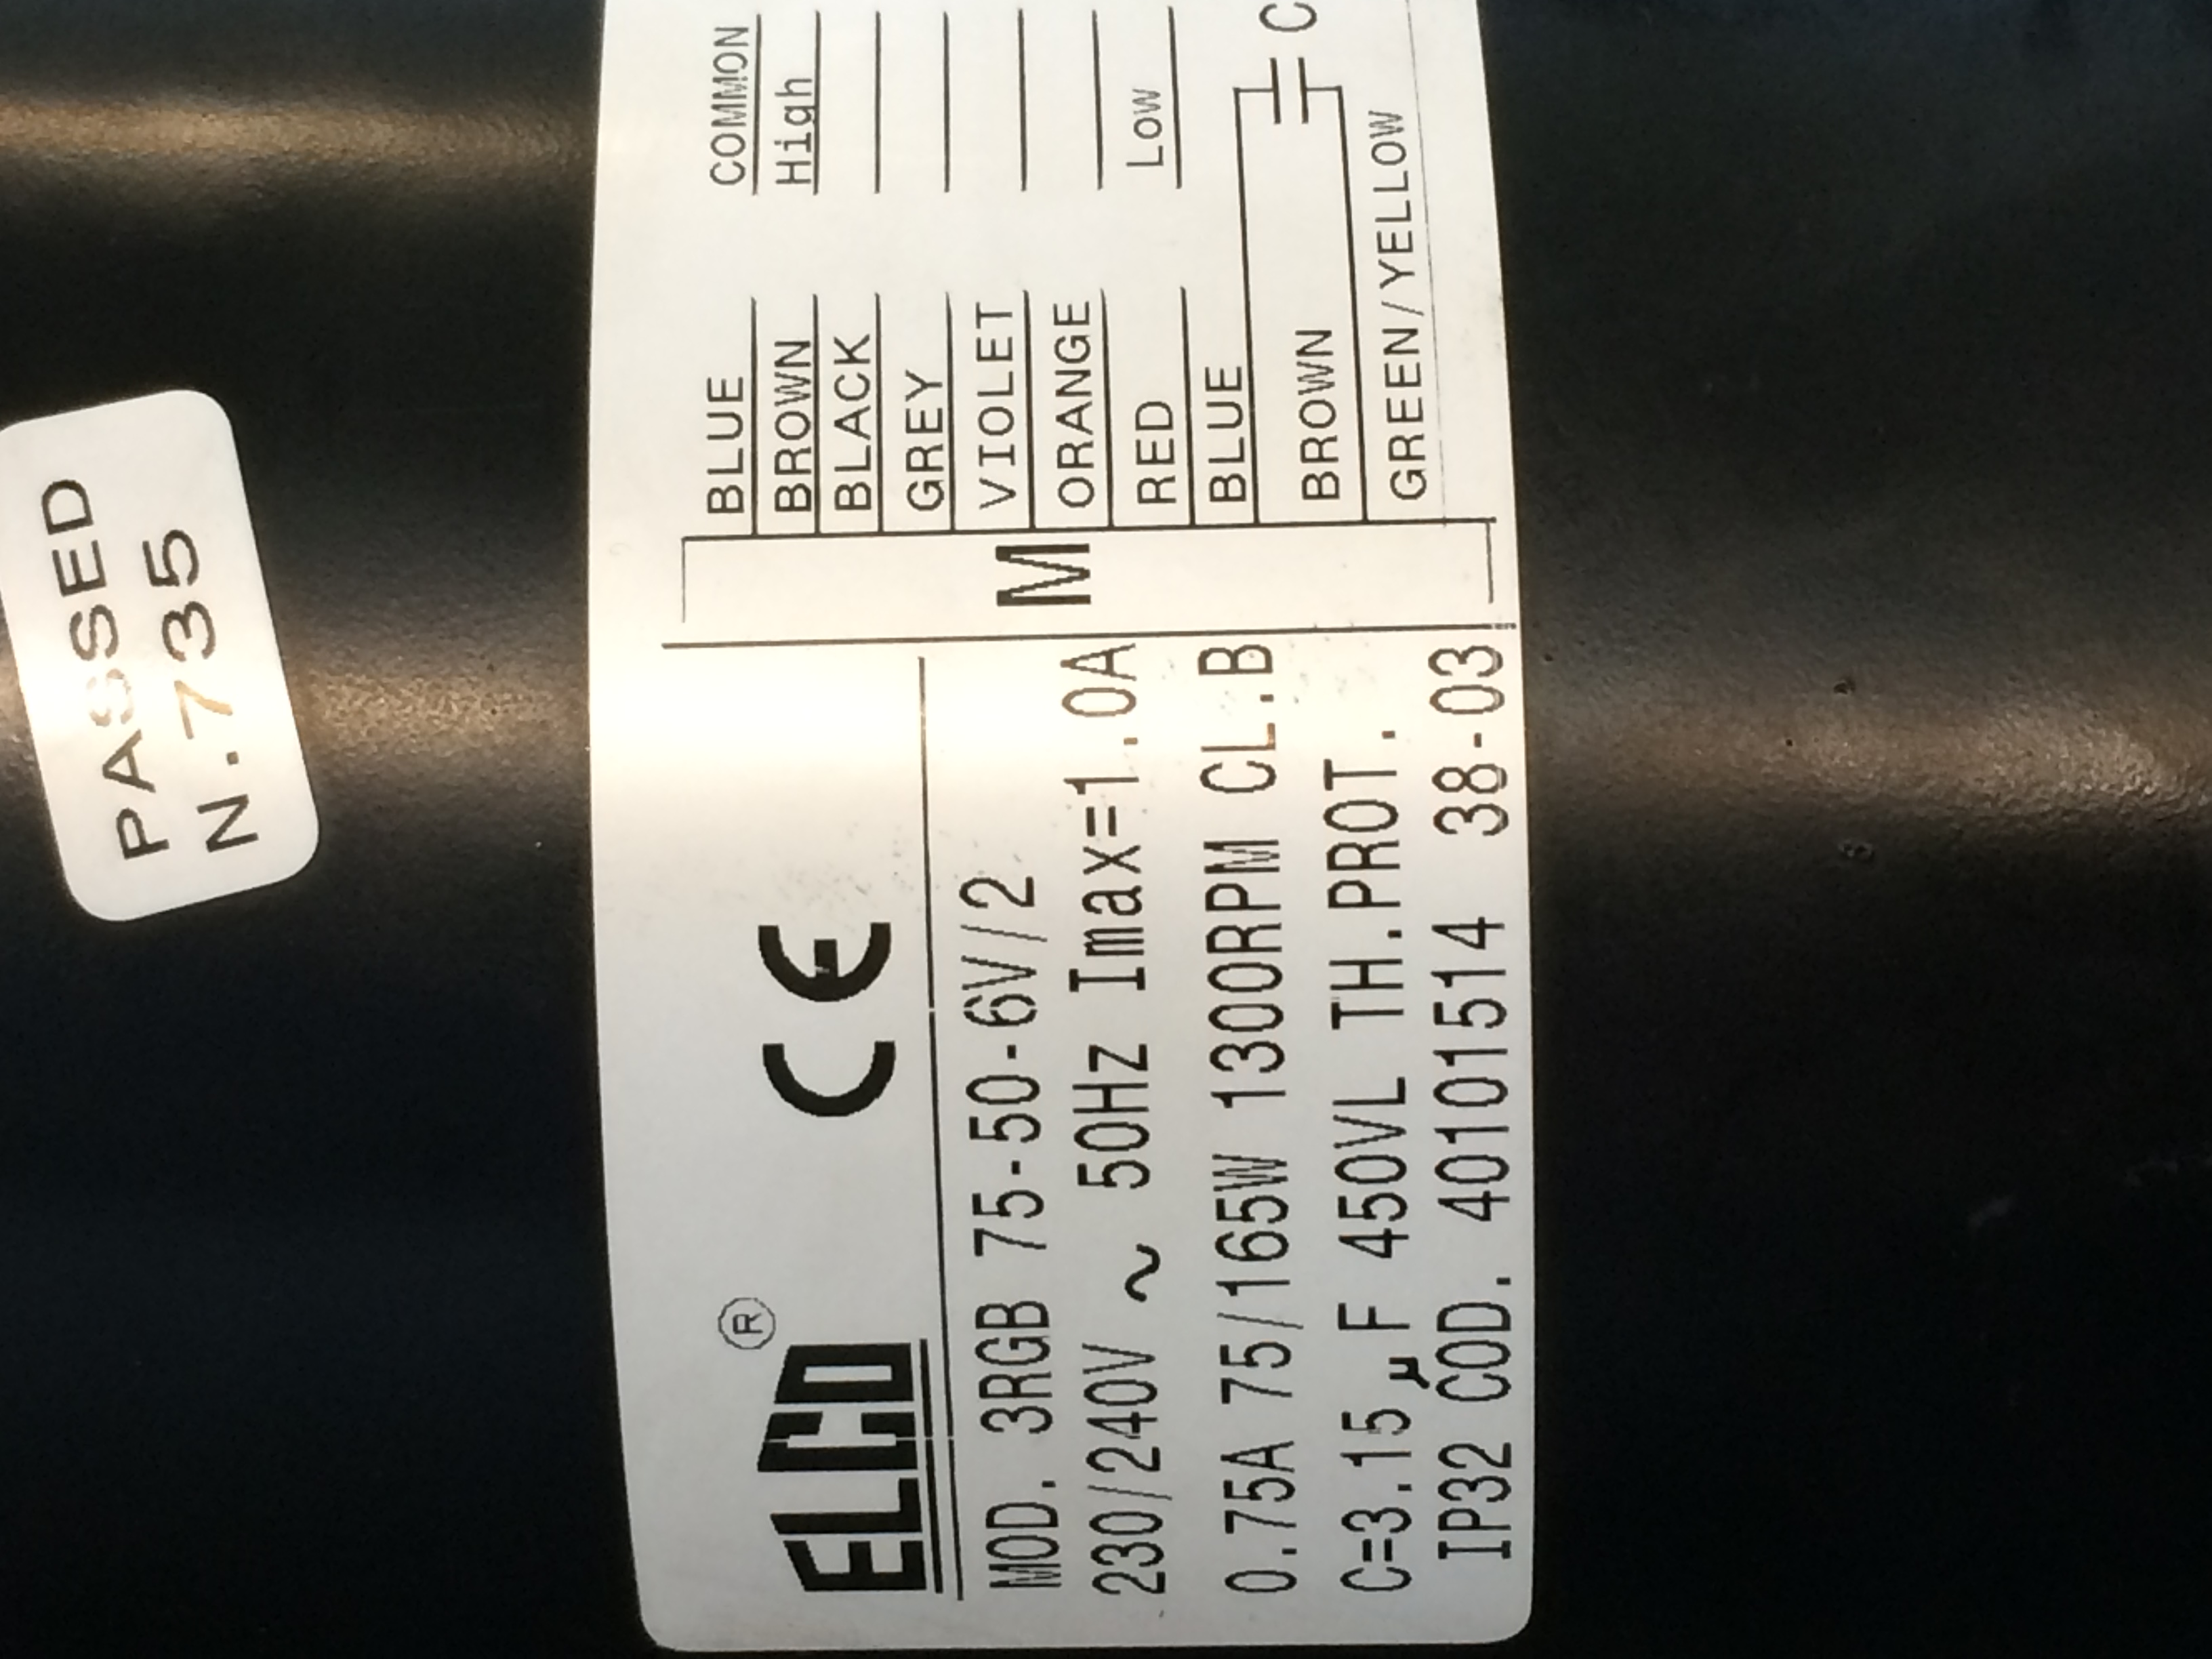 PASSED
N.735
ELCO ®
CE
MOD. 3RGB 75-50-6V/2
230/240V ~ 50Hz Imax=1.0A
0.75A 75/165W 1300RPM CL.B
C=3.15 µF 450VL TH.PROT.
IP32 COD. 40101514 38-03
M
BLUE COMMON
BROWN High
BLACK
GREY
VIOLET
ORANGE
RED Low
BLUE
C
BROWN
GREEN/YELLOW